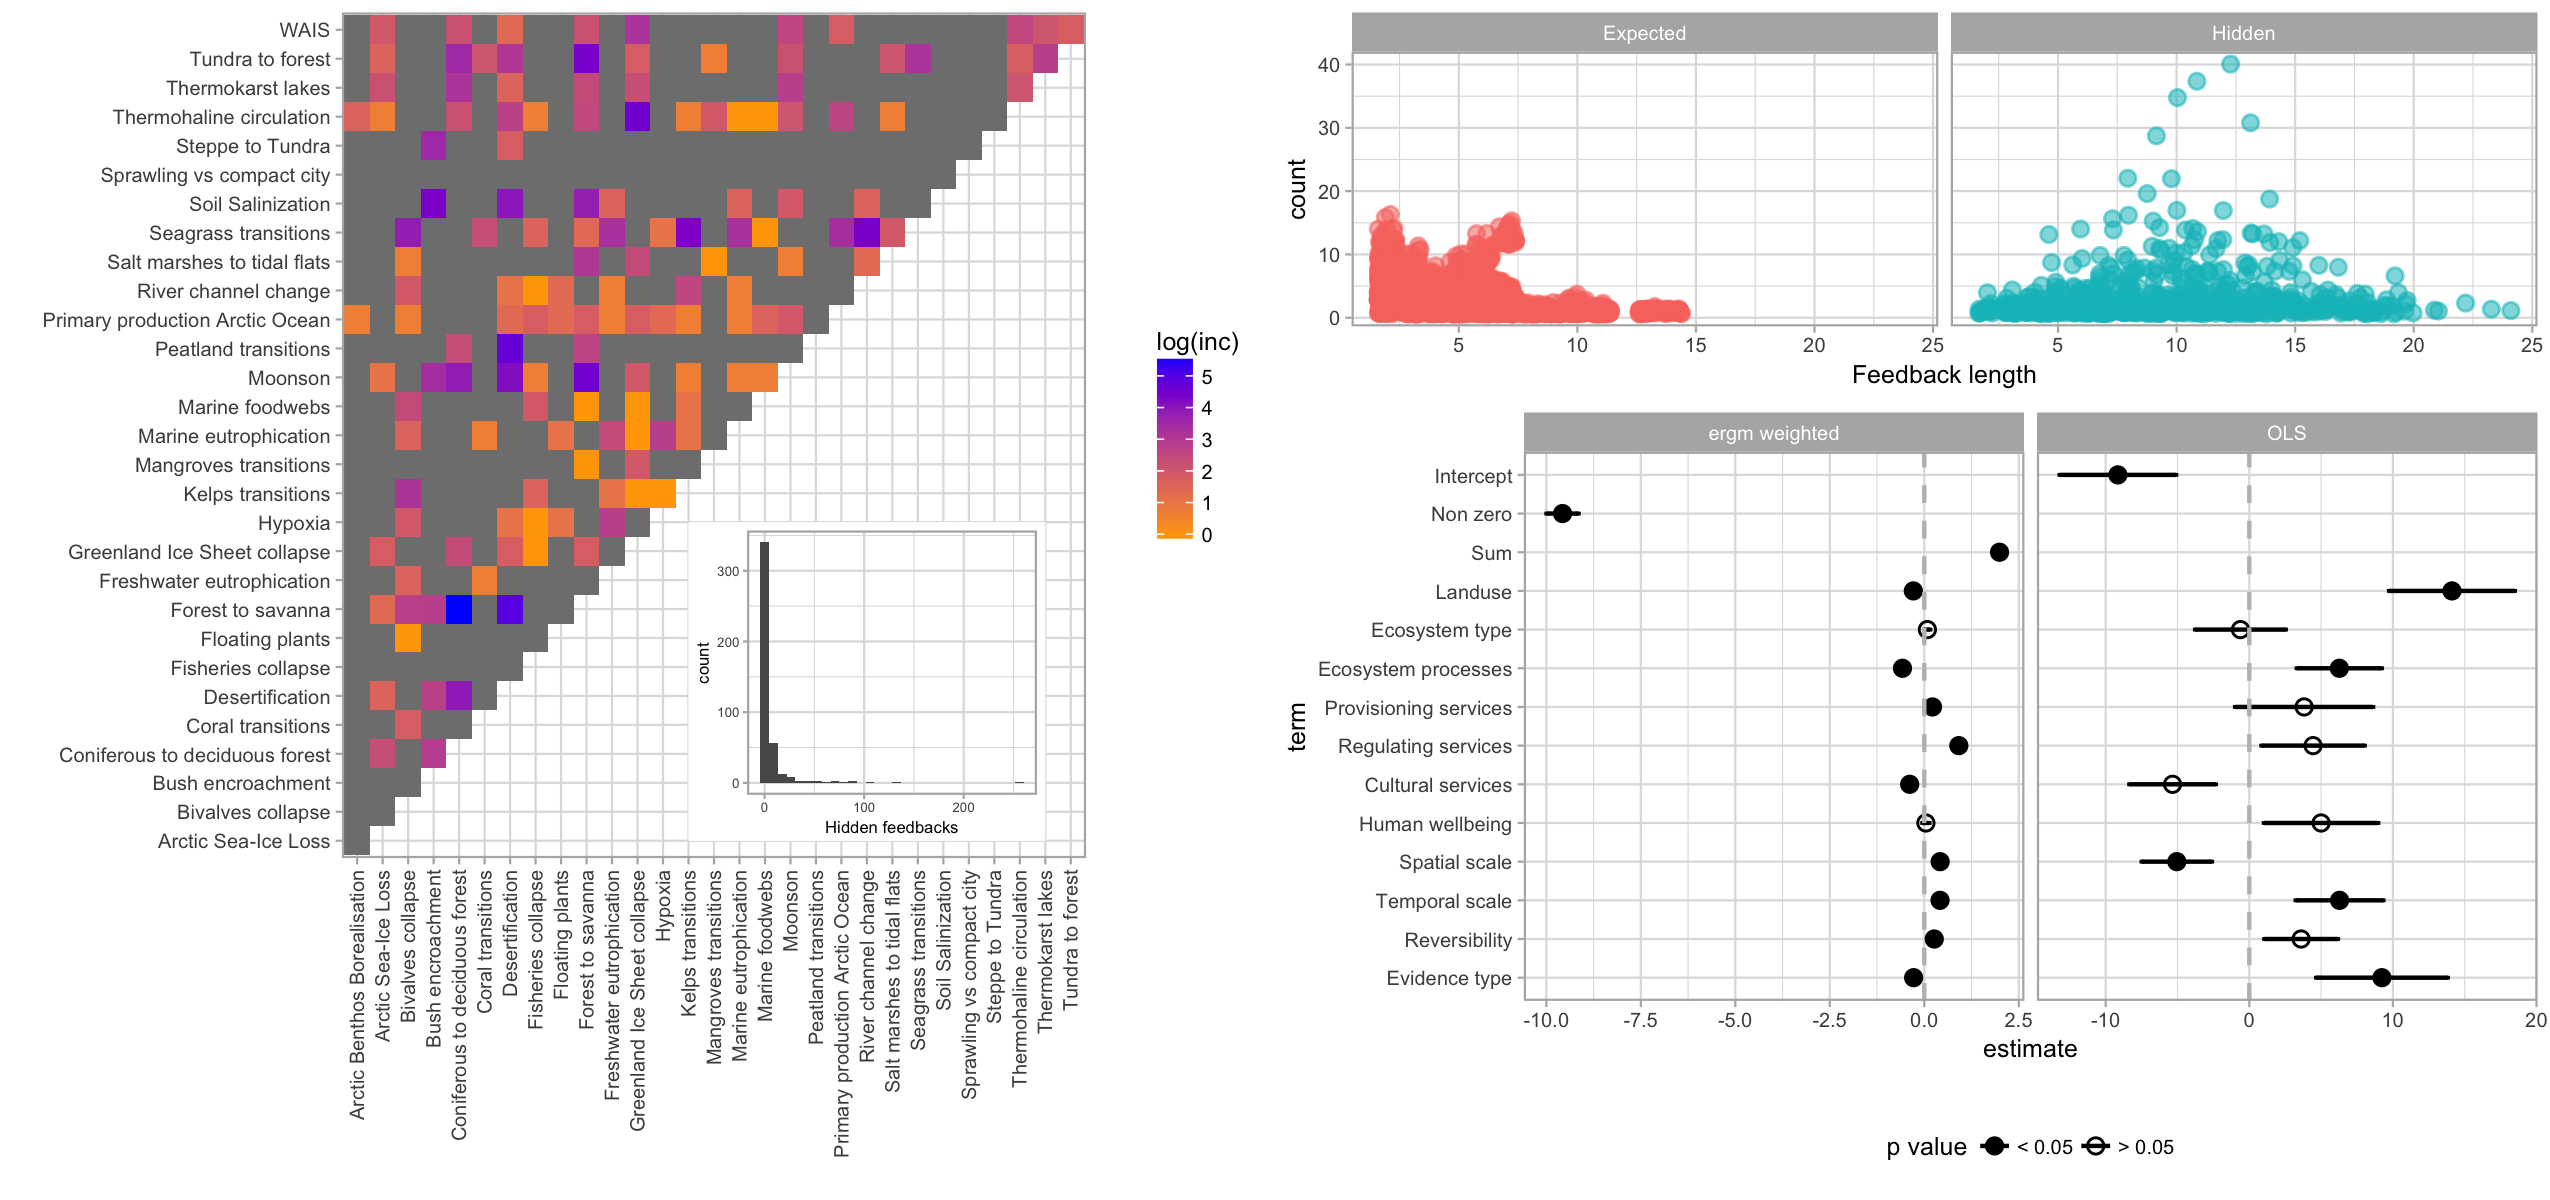 WAIS
Tundra to forest
Thermokarst lakes
Thermohaline circulation
Steppe to Tundra
Sprawling vs compact city
Soil Salinization
Seagrass transitions
Salt marshes to tidal flats
River channel change
Primary production Arctic Ocean
Peatland transitions
Moonson
Marine foodwebs
Marine eutrophication
Mangroves transitions
Kelps transitions
Hypoxia
Greenland Ice Sheet collapse
Freshwater eutrophication
Forest to savanna
Floating plants
Fisheries collapse
Desertification
Coral transitions
Coniferous to deciduous forest
Bush encroachment
Bivalves collapse
Arctic Sea-Ice Loss
Arctic Benthos Borealisation
Arctic Sea-Ice Loss
Bivalves collapse
Bush encroachment
Coniferous to deciduous forest
Coral transitions
Desertification
Fisheries collapse
Floating plants
Forest to savanna
Freshwater eutrophication
Greenland Ice Sheet collapse
Hypoxia
Kelps transitions
Mangroves transitions
Marine eutrophication
Marine foodwebs
Moonson
Peatland transitions
Primary production Arctic Ocean
River channel change
Salt marshes to tidal flats
Seagrass transitions
Soil Salinization
Sprawling vs compact city
Steppe to Tundra
Thermohaline circulation
Thermokarst lakes
Tundra to forest
count
300
200
100
0
0 100 200
Hidden feedbacks
log(inc)
5
4
3
2
1
0
Expected Hidden
count
40
30
20
10
0
5 10 15 20 25 5 10 15 20 25
Feedback length
ergm weighted OLS
term
Intercept
Non zero
Sum
Landuse
Ecosystem type
Ecosystem processes
Provisioning services
Regulating services
Cultural services
Human wellbeing
Spatial scale
Temporal scale
Reversibility
Evidence type
-10.0 -7.5 -5.0 -2.5 0.0 2.5 -10 0 10 20
estimate
p value < 0.05 > 0.05